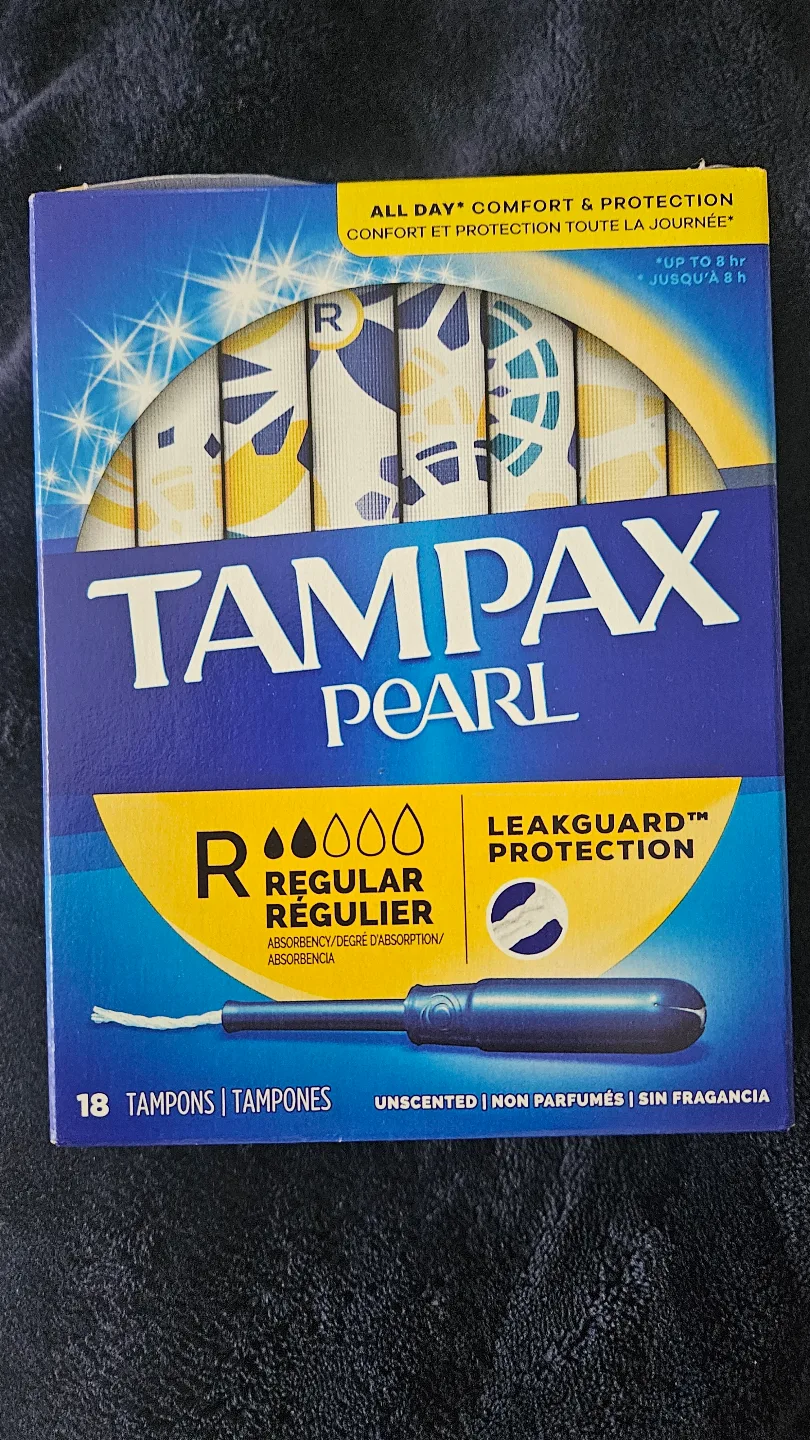 ALL DAY* COMFORT & PROTECTION
CONFORT ET PROTECTION TOUTE LA JOURNÉE*
*UP TO 8 hr
* JUSQU'À 8 h
R
TAMPAX
PEARL
R
REGULAR
RÉGULIER
ABSORBENCY/DEGRÉ D'ABSORPTION/
ABSORBENCIA
LEAKGUARD™
PROTECTION
18 TAMPONS | TAMPONES
UNSCENTED | NON PARFUMÉS | SIN FRAGANCIA